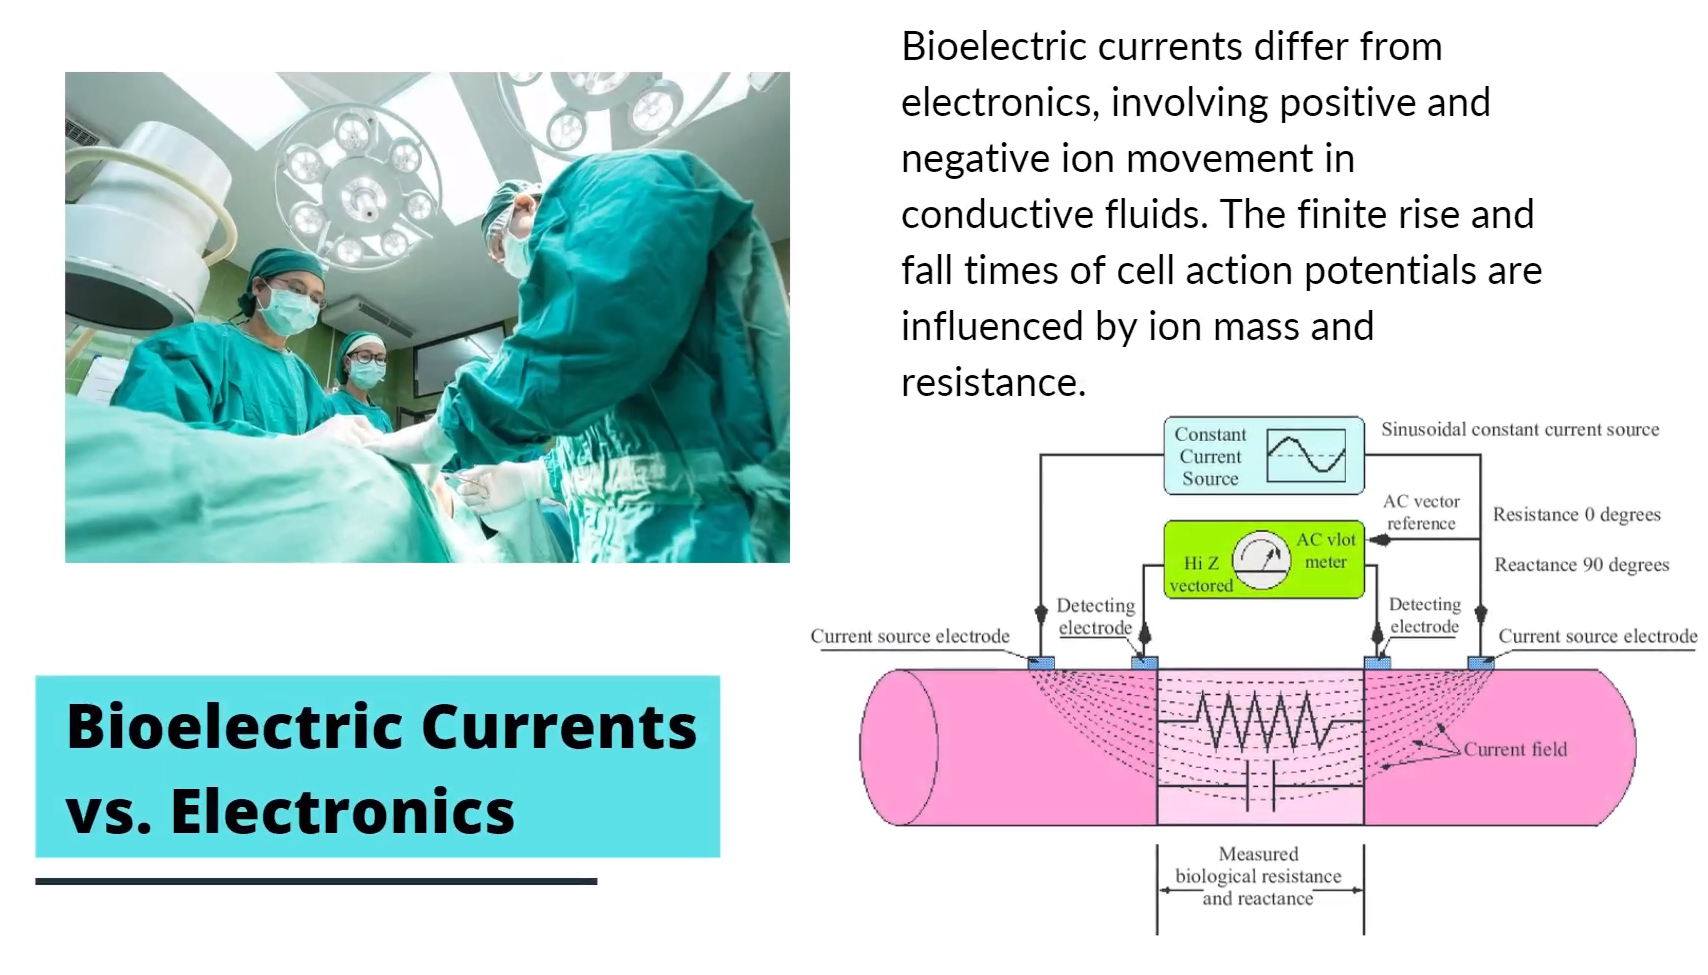 Bioelectric currents differ from
electronics, involving positive and
negative ion movement in
conductive fluids. The finite rise and
fall times of cell action potentials are
influenced by ion mass and
resistance.
Bioelectric Currents
vs. Electronics
Constant
Current
Source
Sinusoidal constant current source
AC vector
reference
Resistance 0 degrees
Reactance 90 degrees
AC vlot
meter
Hi Z
vectored
Detecting
electrode
Detecting
electrode
Current source electrode
Current source electrode
Current field
Measured
biological resistance
and reactance